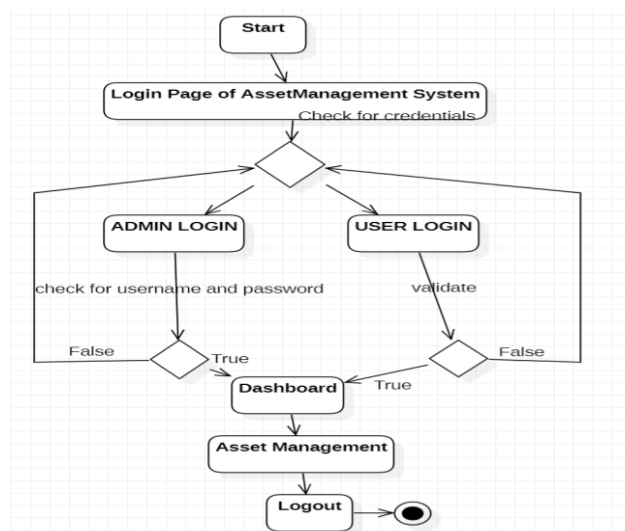 Start
Login Page of AssetManagement System
Check for credentials
ADMIN LOGIN
USER LOGIN
check for username and password
validate
False
True
True
False
Dashboard
Asset Management
Logout